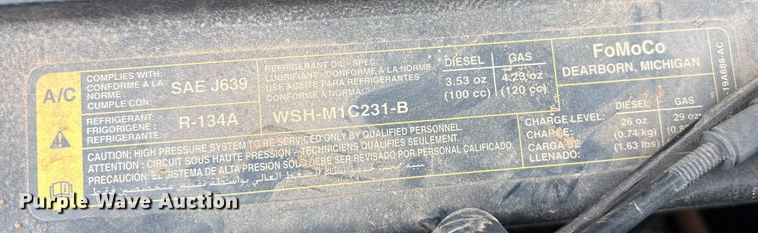 A/C
COMPLIES WITH:
CONFORME À LA
NORME:
CUMPLE CON:
SAE J639
REFRIGERANT:
FRIGORIGENE:
REFRIGERANTE:
R-134A
REFRIGERANT OIL - SPEC:
LUBRIFIANT/CONFORME À LA NORME:
USE ACEITE PARA REFRIGERANTES
CONFORME A:
WSH-M1C231-B
DIESEL GAS
3.53 oz 4.23 oz
(100 cc) (120 cc)
FoMoCo
DEARBORN, MICHIGAN
19A688-AC
DIESEL GAS
CHARGE LEVEL: 26 oz 29 oz
CHARGE: (0.74 kg)
CARGA DE (1.63 lbs)
LLENADO:
CAUTION: HIGH PRESSURE SYSTEM TO BE SERVICED ONLY BY QUALIFIED PERSONNEL.
ATTENTION - CIRCUIT SOUS HAUTE PRESSION - TECHNICIENS QUALIFIÉS SEULEMENT.
PRECAUCION: EL SISTEMA DE ALTA PRESION SOLO DEBE SER REVISADO POR PERSONAL CALIFICADO.
Purple Wave Auction